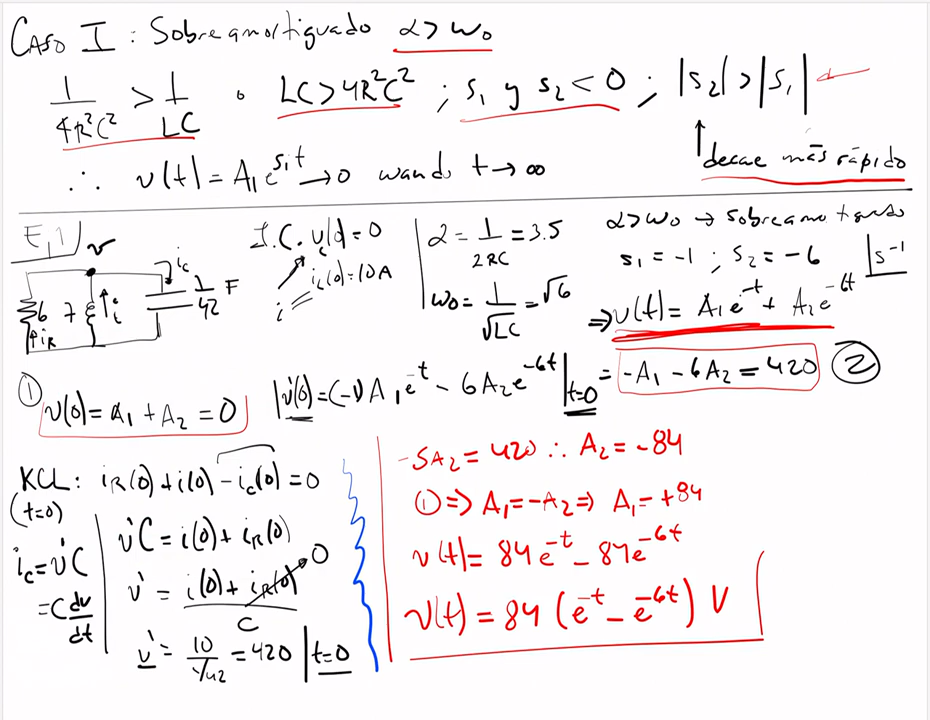 CASO I : Sobreamortiguado α > ω₀
1/4R²C² > 1/LC o LC > 4R²C² ; s₁ y s₂ < 0 ; |s₂| > |s₁|
decae más rápido
∴ v(t) = A₁e^{s₁t} → 0 cuando t → ∞
E,1
v
i_c
6
7
i
1/42 F
i_R
I.C. v_c(0) = 0
i_L(0) = 10A
i
α = 1/2RC = 3.5
ω₀ = 1/√LC = √6
α > ω₀ → sobreamortiguado
s₁ = -1 ; s₂ = -6 | s⁻¹
⇒ v(t) = A₁e^{-t} + A₂e^{-6t}
① v(0) = A₁ + A₂ = 0
v̇(0) = (-1)A₁e^{-t} - 6A₂e^{-6t} |t=0 = -A₁ - 6A₂ = 420 ②
KCL: i_R(0) + i(0) - i_c(0) = 0
(t=0)
i_c = v̇C
= C dv/dt
v̇C = i(0) + i_R(0)
v̇ = i(0) + i_R(0) / C
0
v̇ = 10 / 1/42 = 420 | t=0
-5A₂ = 420 ∴ A₂ = -84
① ⇒ A₁ = -A₂ ⇒ A₁ = +84
v(t) = 84e^{-t} - 84e^{-6t}
v(t) = 84 (e^{-t} - e^{-6t}) V